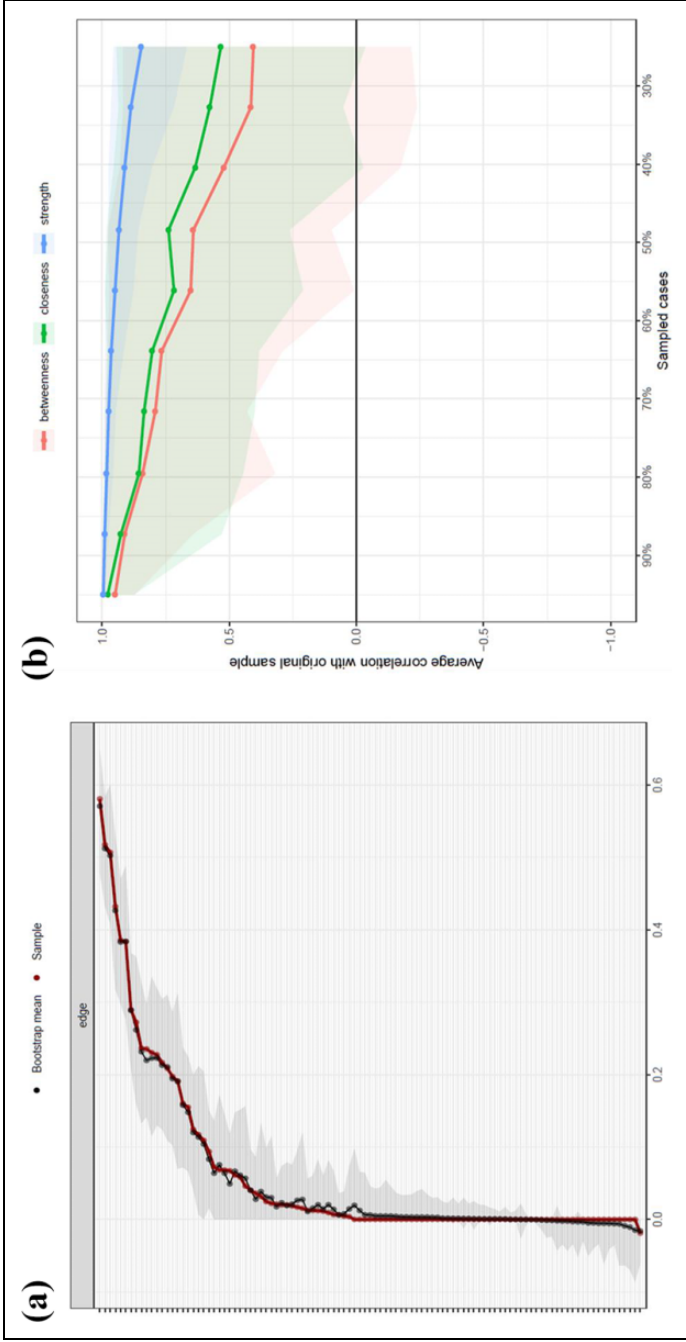 (a)
Bootstrap mean Sample
edge
0.0 0.2 0.4 0.6
(b)
betweenness closeness strength
Average correlation with original sample
1.0
0.5
0.0
−0.5
−1.0
90% 80% 70% 60% 50% 40% 30%
Sampled cases